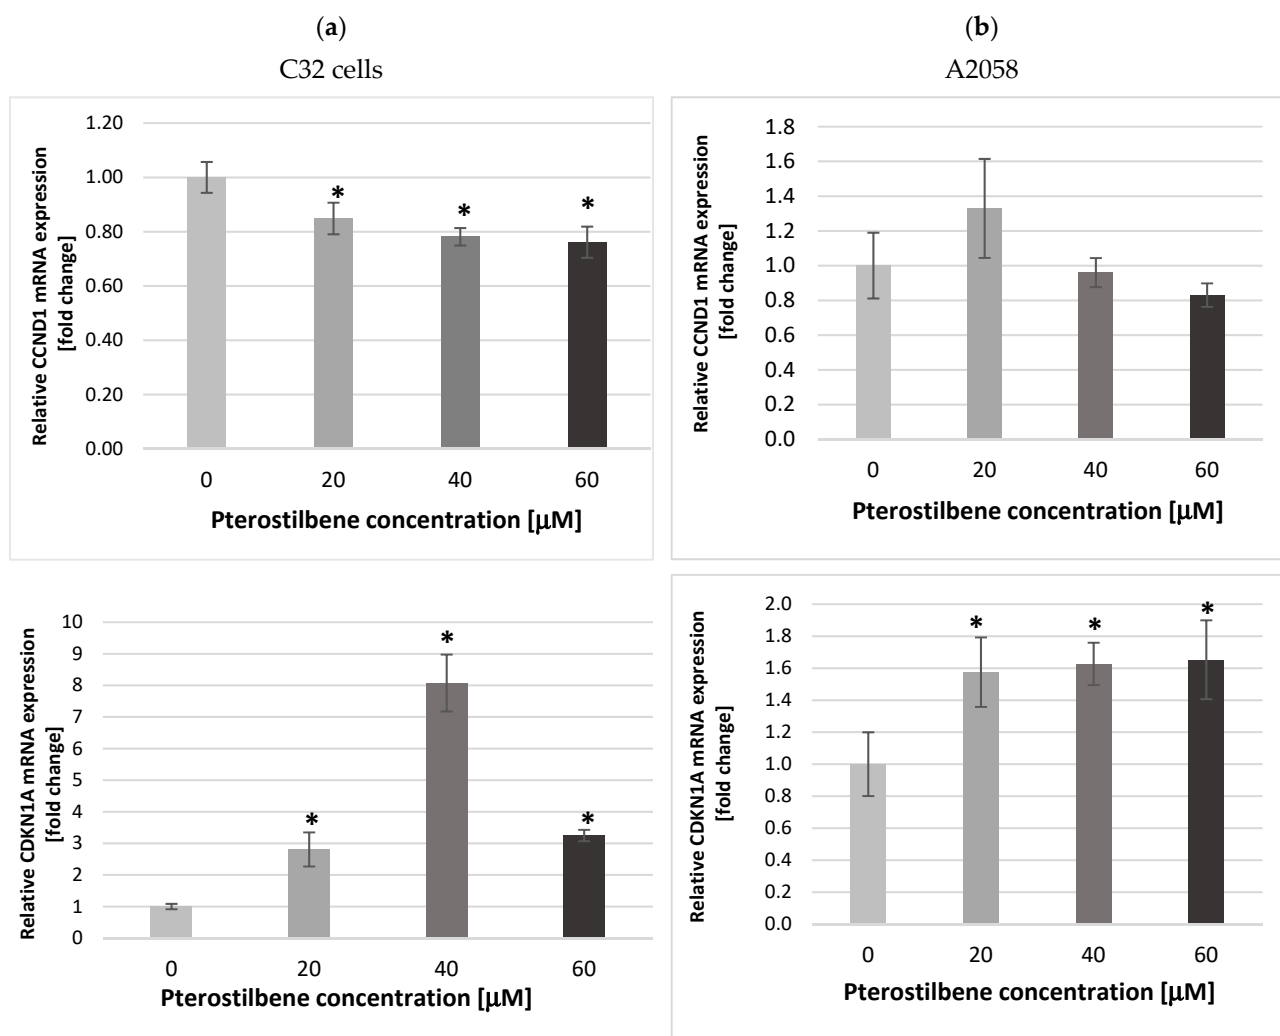 (a)
C32 cells
Relative CCND1 mRNA expression
[fold change]
1.20
1.00
0.80
0.60
0.40
0.20
0.00
*
*
*
0 20 40 60
Pterostilbene concentration [μM]
(b)
A2058
Relative CCND1 mRNA expression
[fold change]
1.8
1.6
1.4
1.2
1.0
0.8
0.6
0.4
0.2
0.0
0 20 40 60
Pterostilbene concentration [μM]
Relative CDKN1A mRNA expression
[fold change]
10
9
8
7
6
5
4
3
2
1
0
*
*
*
0 20 40 60
Pterostilbene concentration [μM]
Relative CDKN1A mRNA expression
[fold change]
2.0
1.8
1.6
1.4
1.2
1.0
0.8
0.6
0.4
0.2
0.0
*
*
*
0 20 40 60
Pterostilbene concentration [μM]